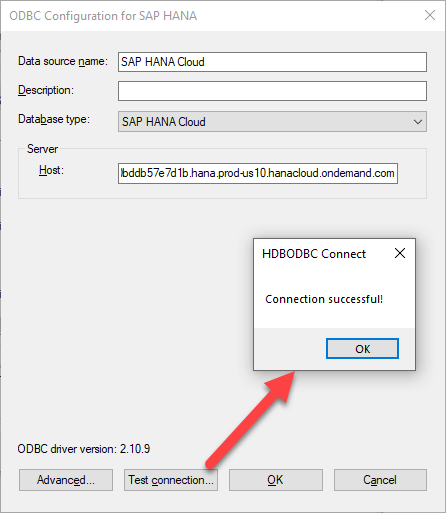 ODBC Configuration for SAP HANA
Data source name: SAP HANA Cloud
Description:
Database type: SAP HANA Cloud
Server
Host: lbddb57e7d1b.hana.prod-us10.hanacloud.ondemand.com
HDBODBC Connect
Connection successful!
OK
ODBC driver version: 2.10.9
Advanced... Test connection... OK Cancel